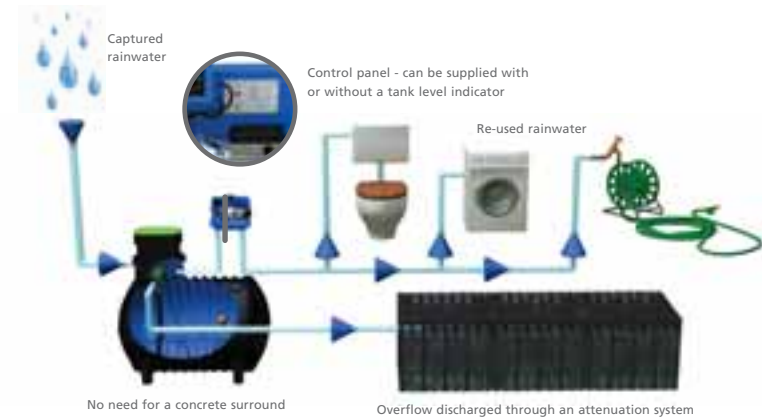 Captured
rainwater
Control panel - can be supplied with
or without a tank level indicator
Re-used rainwater
No need for a concrete surround
Overflow discharged through an attenuation system